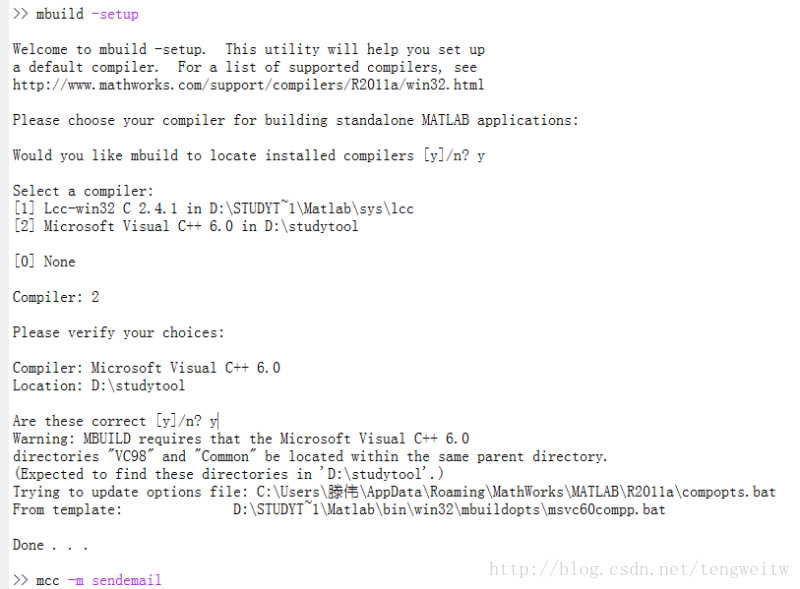 >> mbuild -setup
Welcome to mbuild -setup.  This utility will help you set up
a default compiler.  For a list of supported compilers, see
http://www.mathworks.com/support/compilers/R2011a/win32.html
Please choose your compiler for building standalone MATLAB applications:
Would you like mbuild to locate installed compilers [y]/n? y
Select a compiler:
[1] Lcc-win32 C 2.4.1 in D:\STUDYT~1\Matlab\sys\lcc
[2] Microsoft Visual C++ 6.0 in D:\studytool
[0] None
Compiler: 2
Please verify your choices:
Compiler: Microsoft Visual C++ 6.0
Location: D:\studytool
Are these correct [y]/n? y
Warning: MBUILD requires that the Microsoft Visual C++ 6.0
directories "VC98" and "Common" be located within the same parent directory.
(Expected to find these directories in 'D:\studytool'.)
Trying to update options file: C:\Users\滕伟\AppData\Roaming\MathWorks\MATLAB\R2011a\compopts.bat
From template:              D:\STUDYT~1\Matlab\bin\win32\mbuildopts\msvc60compp.bat
Done . . .
>> mcc -m sendemail
http://blog.csdn.net/tengweitw